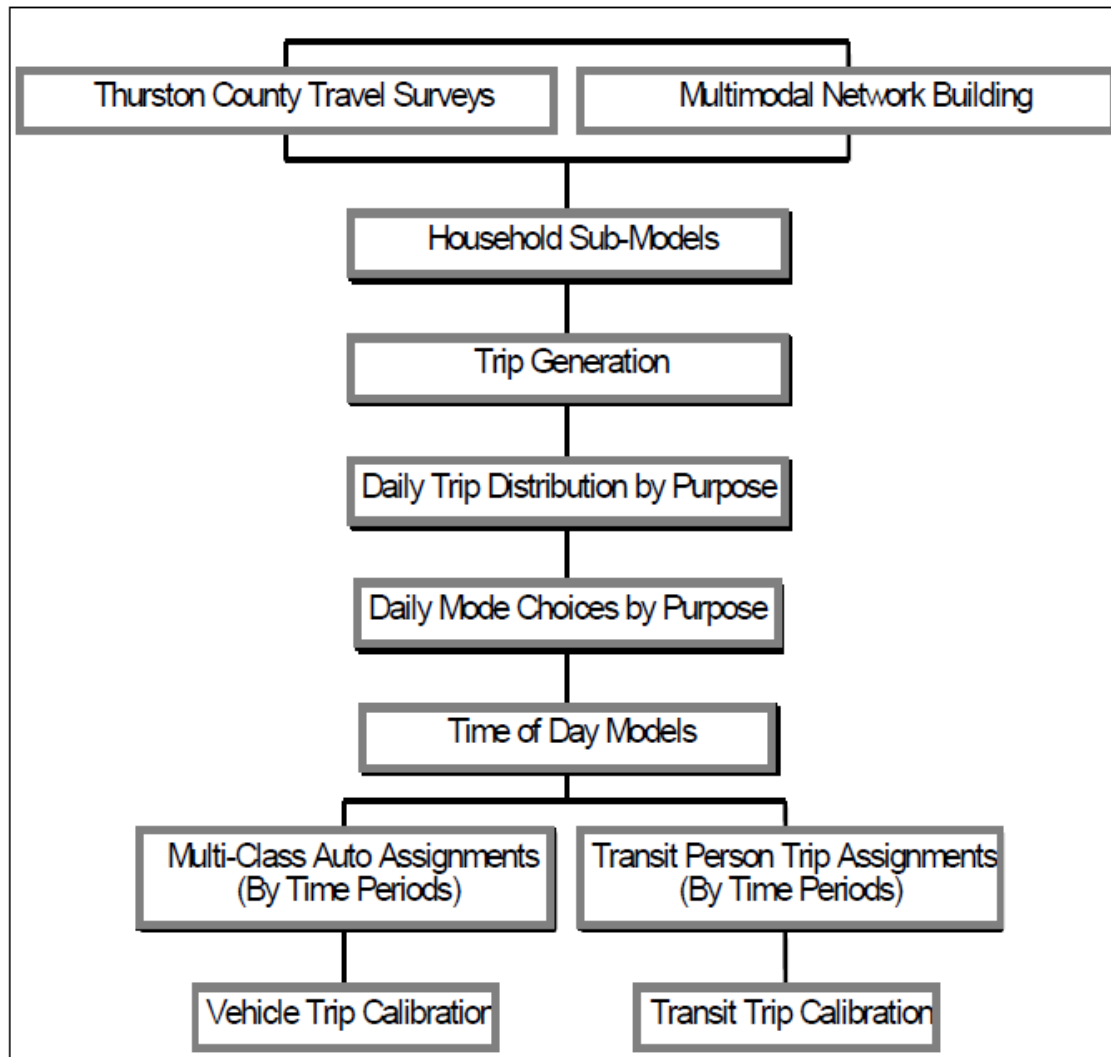 Thurston County Travel Surveys
Multimodal Network Building
Household Sub-Models
Trip Generation
Daily Trip Distribution by Purpose
Daily Mode Choices by Purpose
Time of Day Models
Multi-Class Auto Assignments
(By Time Periods)
Transit Person Trip Assignments
(By Time Periods)
Vehicle Trip Calibration
Transit Trip Calibration